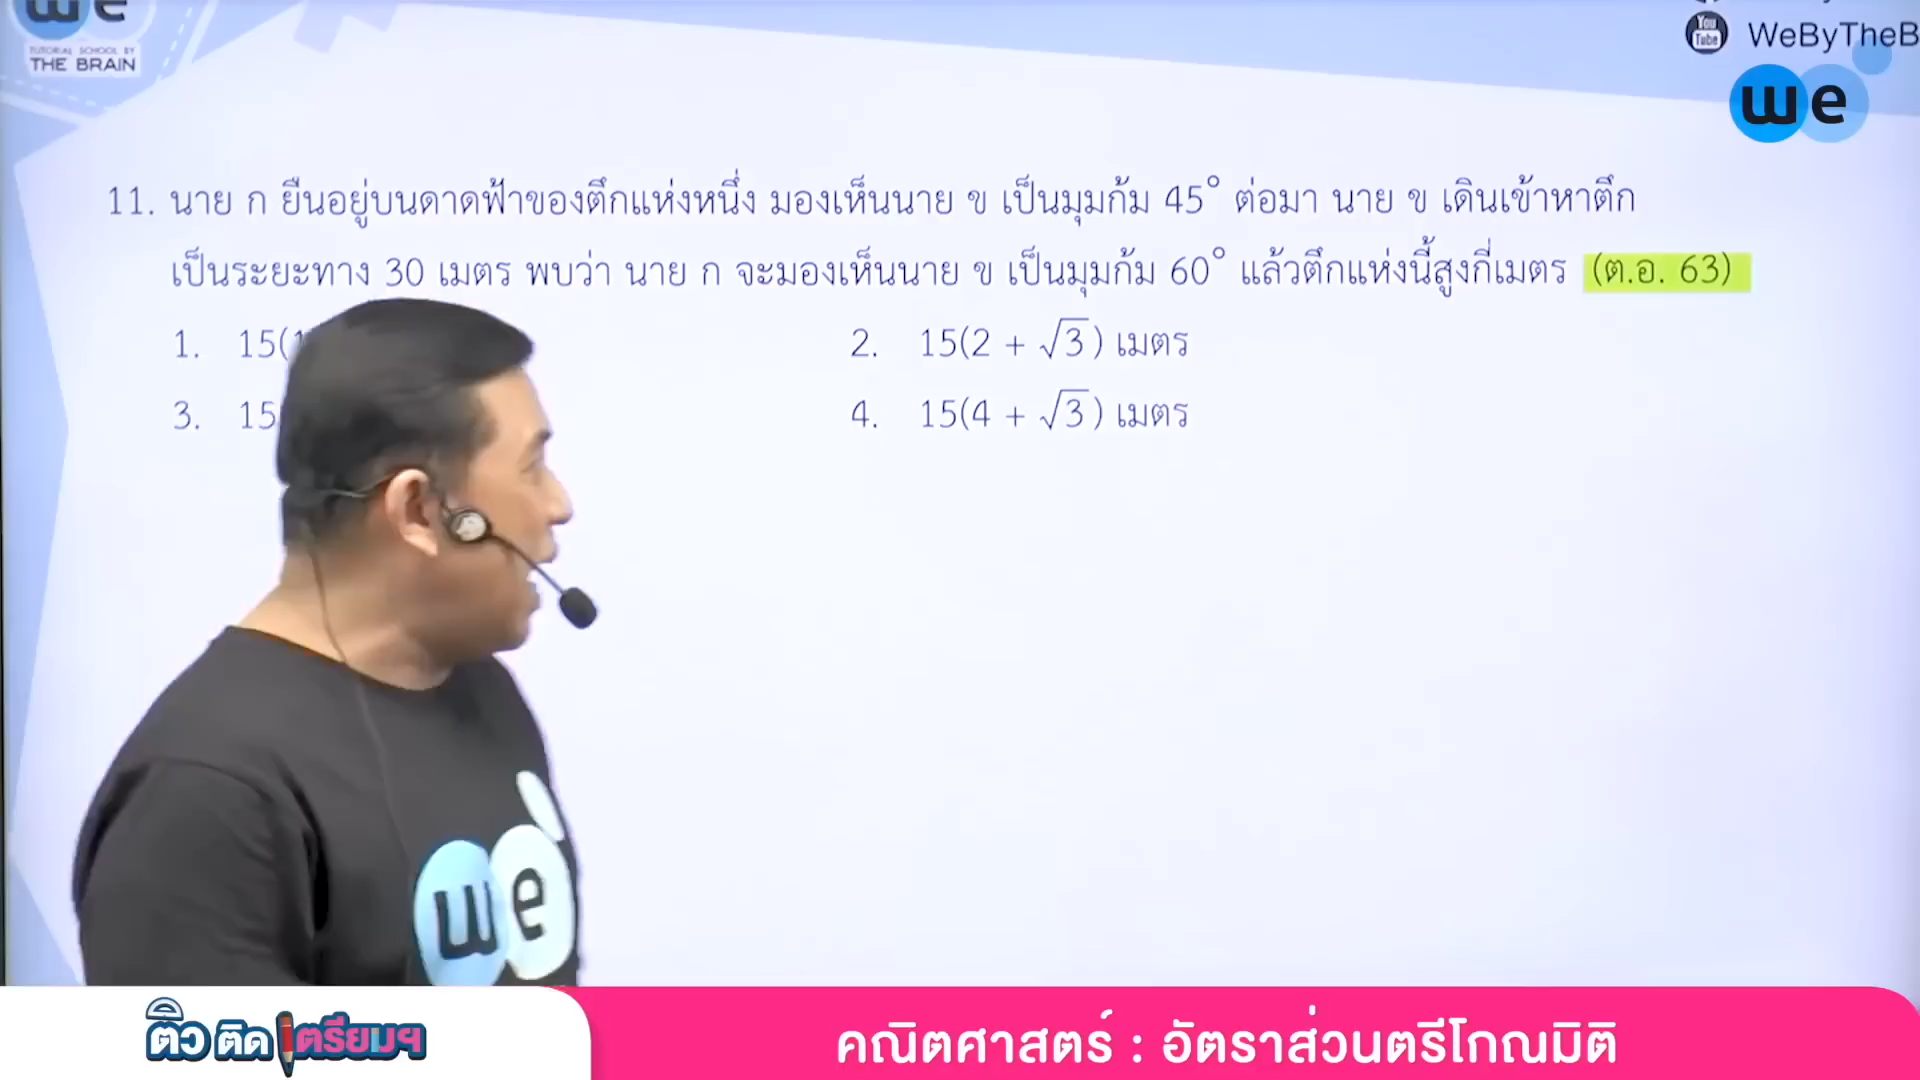 we
TUTORIAL SCHOOL BY
THE BRAIN
You Tube WeByTheB
we
11. นาย ก ยืนอยู่บนดาดฟ้าของตึกแห่งหนึ่ง มองเห็นนาย ข เป็นมุมก้ม 45° ต่อมา นาย ข เดินเข้าหาตึก
เป็นระยะทาง 30 เมตร พบว่า นาย ก จะมองเห็นนาย ข เป็นมุมก้ม 60° แล้วตึกแห่งนี้สูงกี่เมตร (ต.อ. 63)
1. 15(
2. 15(2 + √3) เมตร
3. 15
4. 15(4 + √3) เมตร
we
ติว ติด เตรียมฯ
คณิตศาสตร์ : อัตราส่วนตรีโกณมิติ